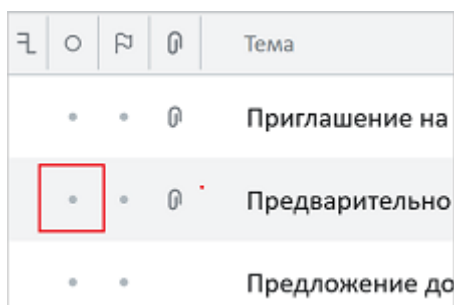 Тема
Приглашение на
Предварительно
Предложение до